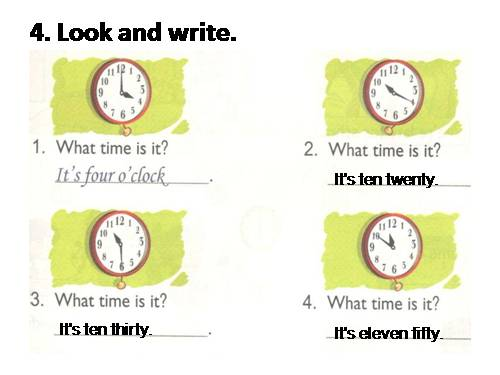 4. Look and write.
1. What time is it?
It's four o'clock.
2. What time is it?
It's ten twenty.
3. What time is it?
It's ten thirty.
4. What time is it?
It's eleven fifty.